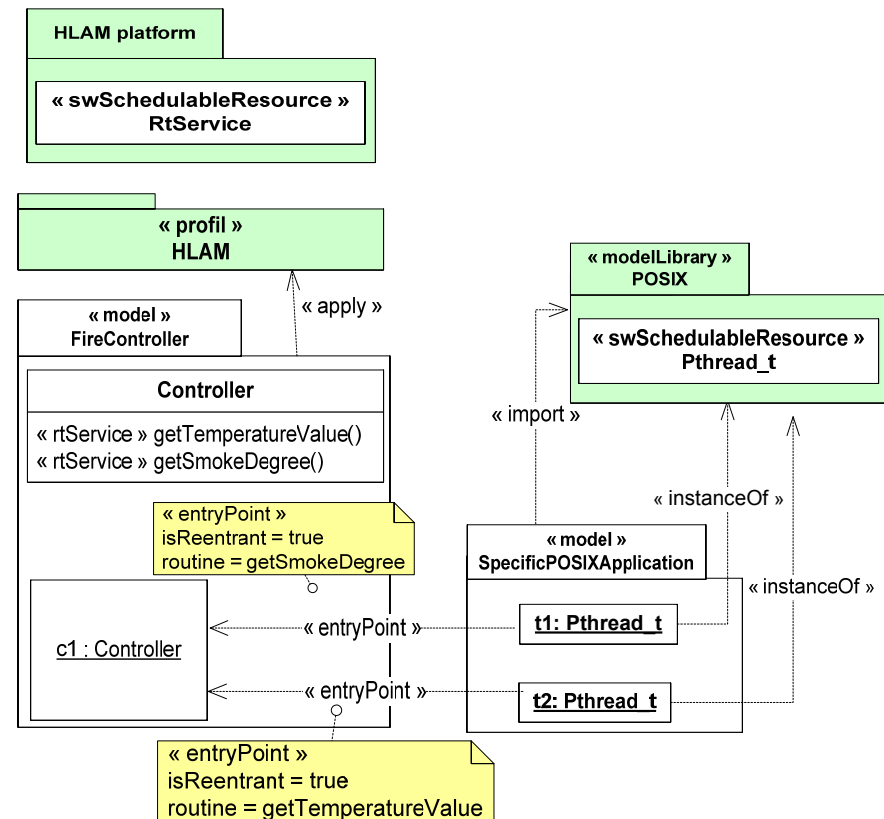 HLAM platform
« swSchedulableResource »
RtService
« profil »
HLAM
« apply »
« model »
FireController
Controller
« rtService » getTemperatureValue()
« rtService » getSmokeDegree()
« entryPoint »
isReentrant = true
routine = getSmokeDegree
c1 : Controller
« entryPoint »
« entryPoint »
« entryPoint »
isReentrant = true
routine = getTemperatureValue
« modelLibrary »
POSIX
« swSchedulableResource »
Pthread_t
« import »
« instanceOf »
« instanceOf »
« model »
SpecificPOSIXApplication
t1: Pthread_t
t2: Pthread_t